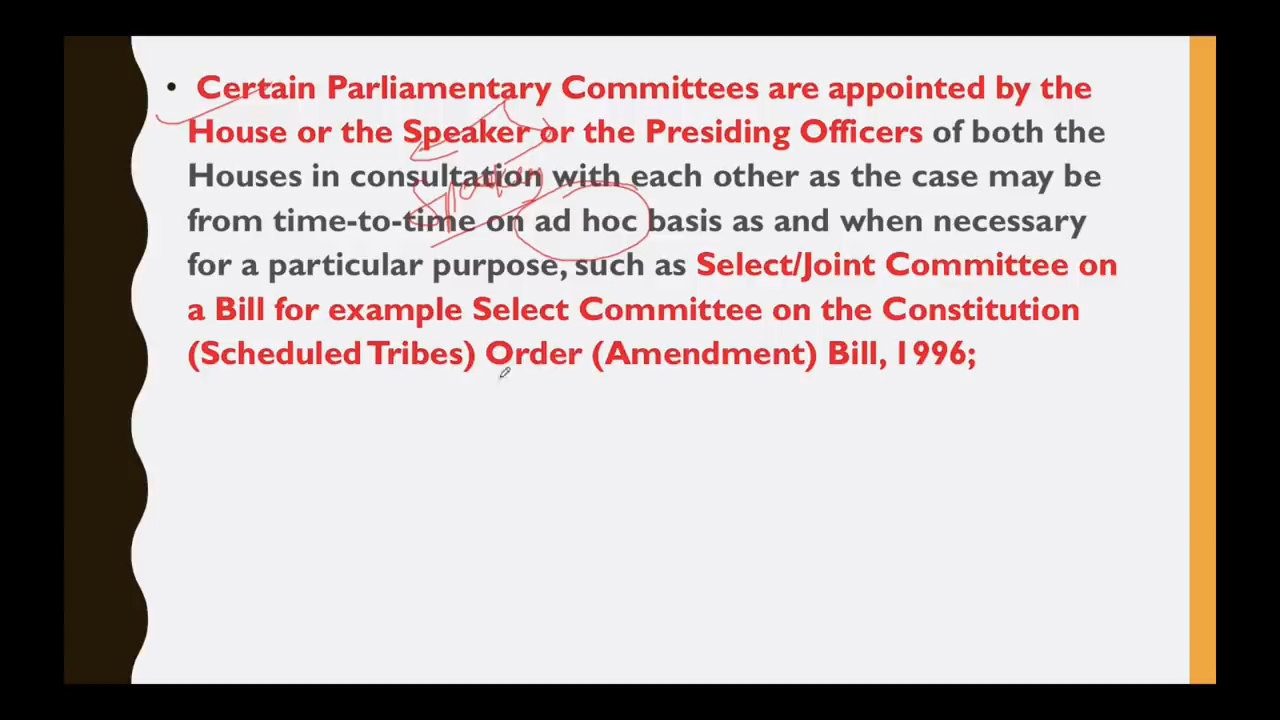 • Certain Parliamentary Committees are appointed by the
House or the Speaker or the Presiding Officers of both the
Houses in consultation with each other as the case may be
from time-to-time on ad hoc basis as and when necessary
for a particular purpose, such as Select/Joint Committee on
a Bill for example Select Committee on the Constitution
(Scheduled Tribes) Order (Amendment) Bill, 1996;